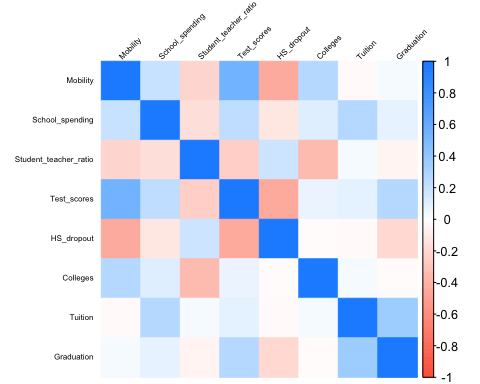 Mobility
School_spending
Student_teacher_ratio
Test_scores
HS_dropout
Colleges
Tuition
Graduation
Mobility
School_spending
Student_teacher_ratio
Test_scores
HS_dropout
Colleges
Tuition
Graduation
1
0.8
0.6
0.4
0.2
0
-0.2
-0.4
-0.6
-0.8
-1